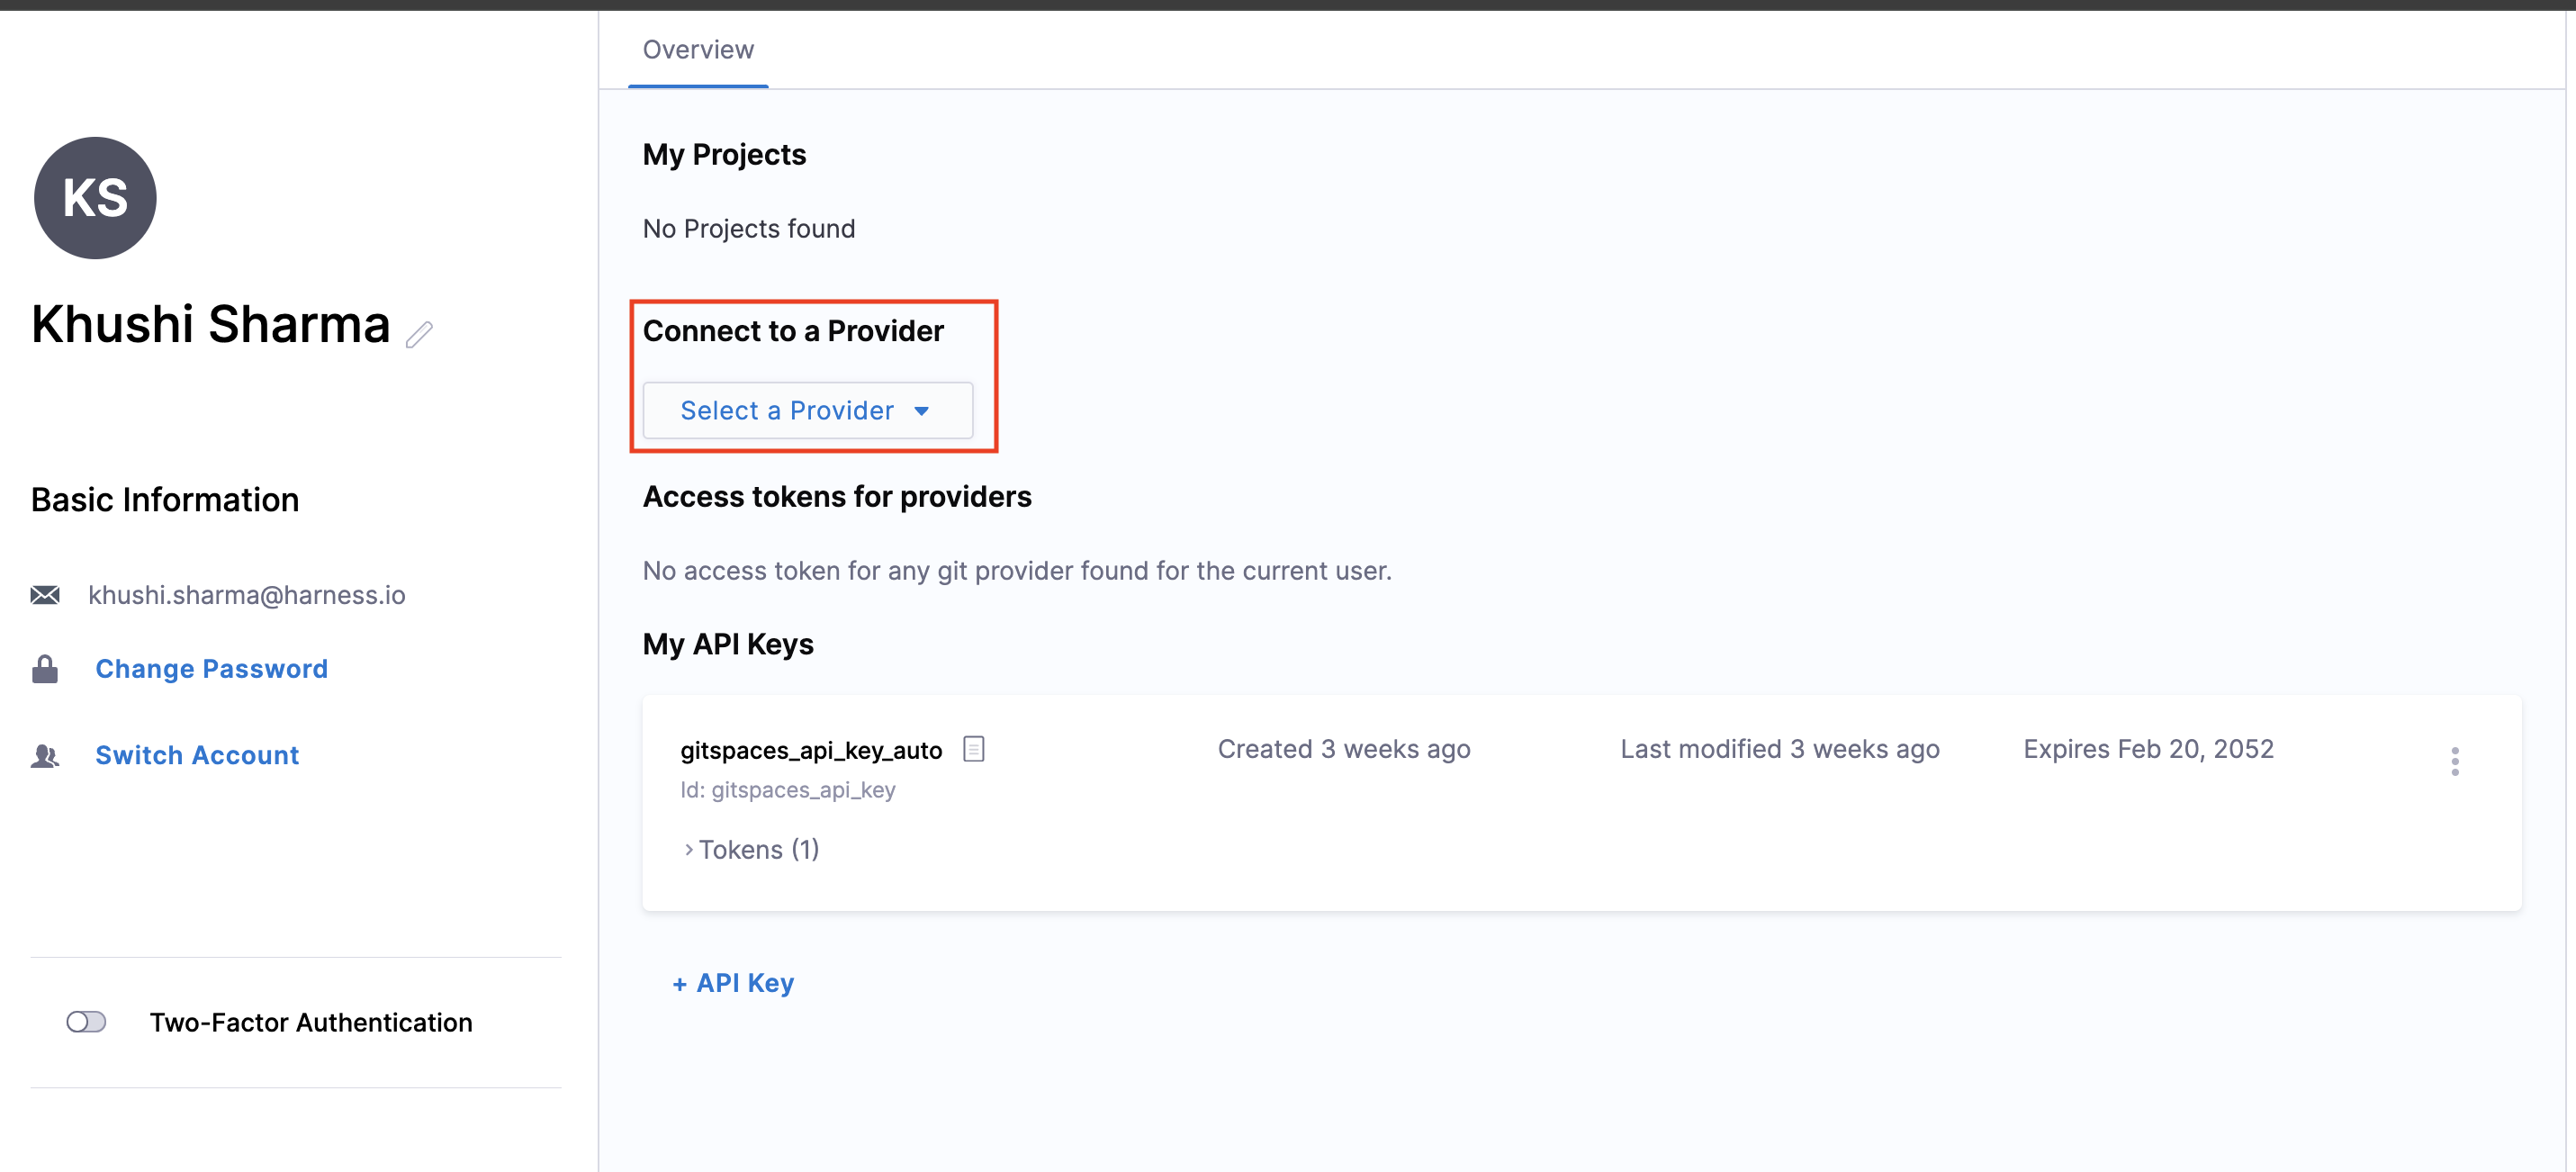 KS
Khushi Sharma
Basic Information
khushi.sharma@harness.io
Change Password
Switch Account
Two-Factor Authentication
Overview
My Projects
No Projects found
Connect to a Provider
Select a Provider
Access tokens for providers
No access token for any git provider found for the current user.
My API Keys
gitspaces_api_key_auto Created 3 weeks ago Last modified 3 weeks ago Expires Feb 20, 2052
Id: gitspaces_api_key
Tokens (1)
+ API Key